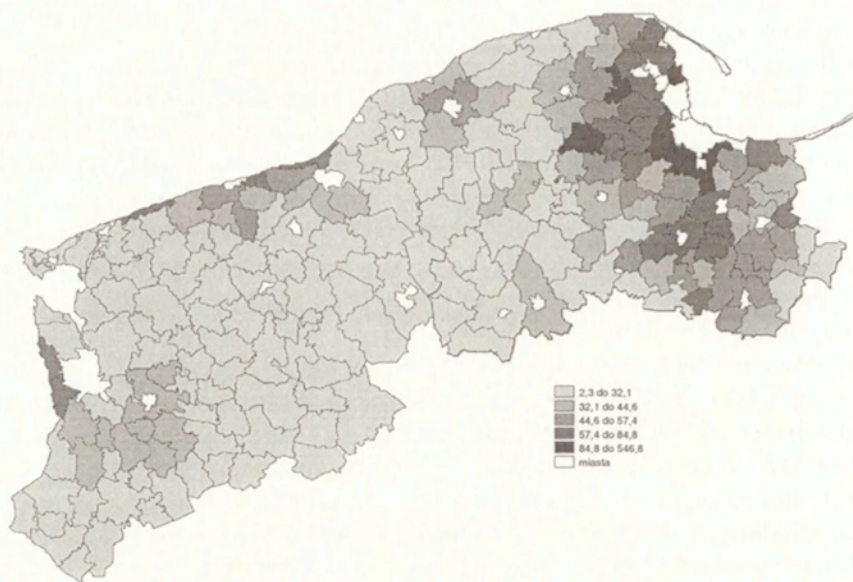 2,3 do 32,1
32,1 do 44,6
44,6 do 57,4
57,4 do 84,8
84,8 do 546,8
miasta